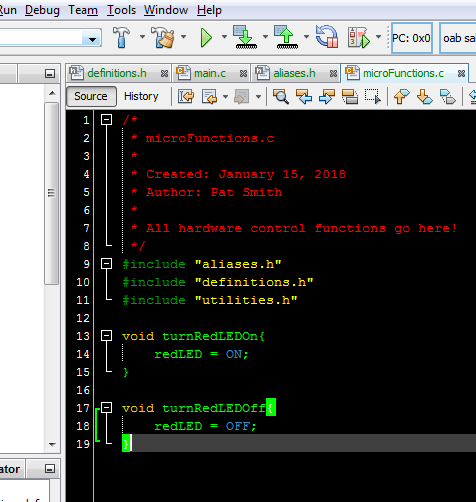 Run Debug Team Tools Window Help
PC: 0x0 oab sa
definitions.h main.c aliases.h microFunctions.c
Source History
1 /*
2 * microFunctions.c
3 *
4 * Created: January 15, 2018
5 * Author: Pat Smith
6 *
7 * All hardware control functions go here!
8 */
9 #include "aliases.h"
10 #include "definitions.h"
11 #include "utilities.h"
12
13 void turnRedLEDOn{
14 redLED = ON;
15 }
16
17 void turnRedLEDOff{
18 redLED = OFF;
19 }
ator